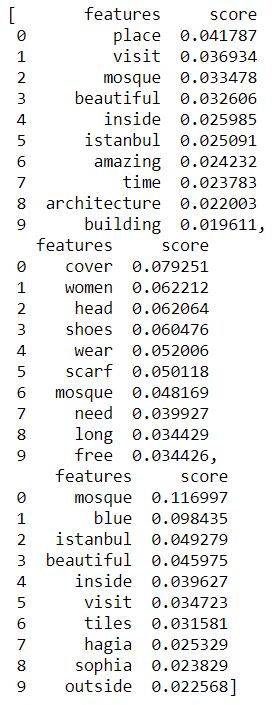 [ features score
0 place 0.041787
1 visit 0.036934
2 mosque 0.033478
3 beautiful 0.032606
4 inside 0.025985
5 istanbul 0.025091
6 amazing 0.024232
7 time 0.023783
8 architecture 0.022003
9 building 0.019611,
features score
0 cover 0.079251
1 women 0.062212
2 head 0.062064
3 shoes 0.060476
4 wear 0.052006
5 scarf 0.050118
6 mosque 0.048169
7 need 0.039927
8 long 0.034429
9 free 0.034426,
features score
0 mosque 0.116997
1 blue 0.098435
2 istanbul 0.049279
3 beautiful 0.045975
4 inside 0.039627
5 visit 0.034723
6 tiles 0.031581
7 hagia 0.025329
8 sophia 0.023829
9 outside 0.022568]